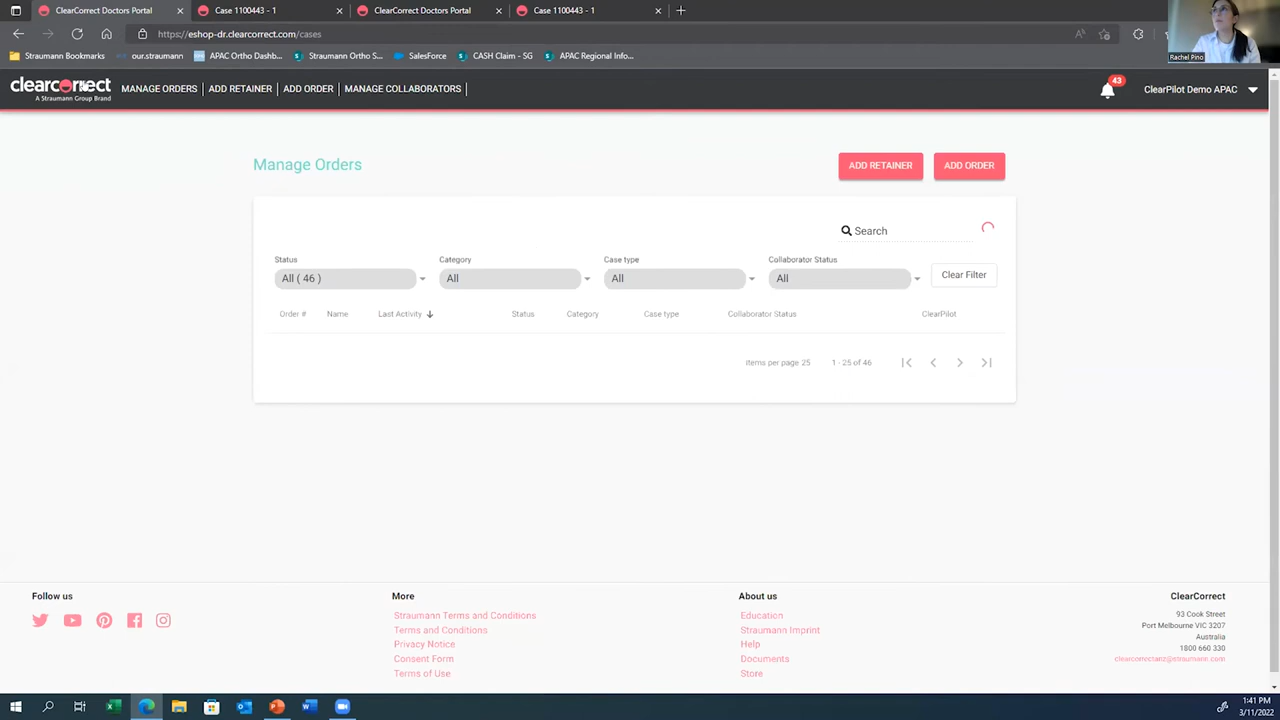 ClearCorrect Doctors Portal
Case 1100443 - 1
ClearCorrect Doctors Portal
Case 1100443 - 1
https://eshop-dr.clearcorrect.com/cases
Straumann Bookmarks
our.straumann
APAC Ortho Dashb...
Straumann Ortho S...
SalesForce
CASH Claim - SG
APAC Regional Info...
Rachel Pino
clearcorrect
A Straumann Group Brand
MANAGE ORDERS
ADD RETAINER
ADD ORDER
MANAGE COLLABORATORS
43
ClearPilot Demo APAC
Manage Orders
ADD RETAINER
ADD ORDER
Search
Status
Category
Case type
Collaborator Status
All ( 46 )
All
All
All
Clear Filter
Order #
Name
Last Activity
Status
Category
Case type
Collaborator Status
ClearPilot
Items per page 25
1 - 25 of 46
Follow us
More
Straumann Terms and Conditions
Terms and Conditions
Privacy Notice
Consent Form
Terms of Use
About us
Education
Straumann Imprint
Help
Documents
Store
ClearCorrect
93 Cook Street
Port Melbourne VIC 3207
Australia
1800 660 330
clearcorrectanz@straumann.com
1:41 PM
3/11/2022